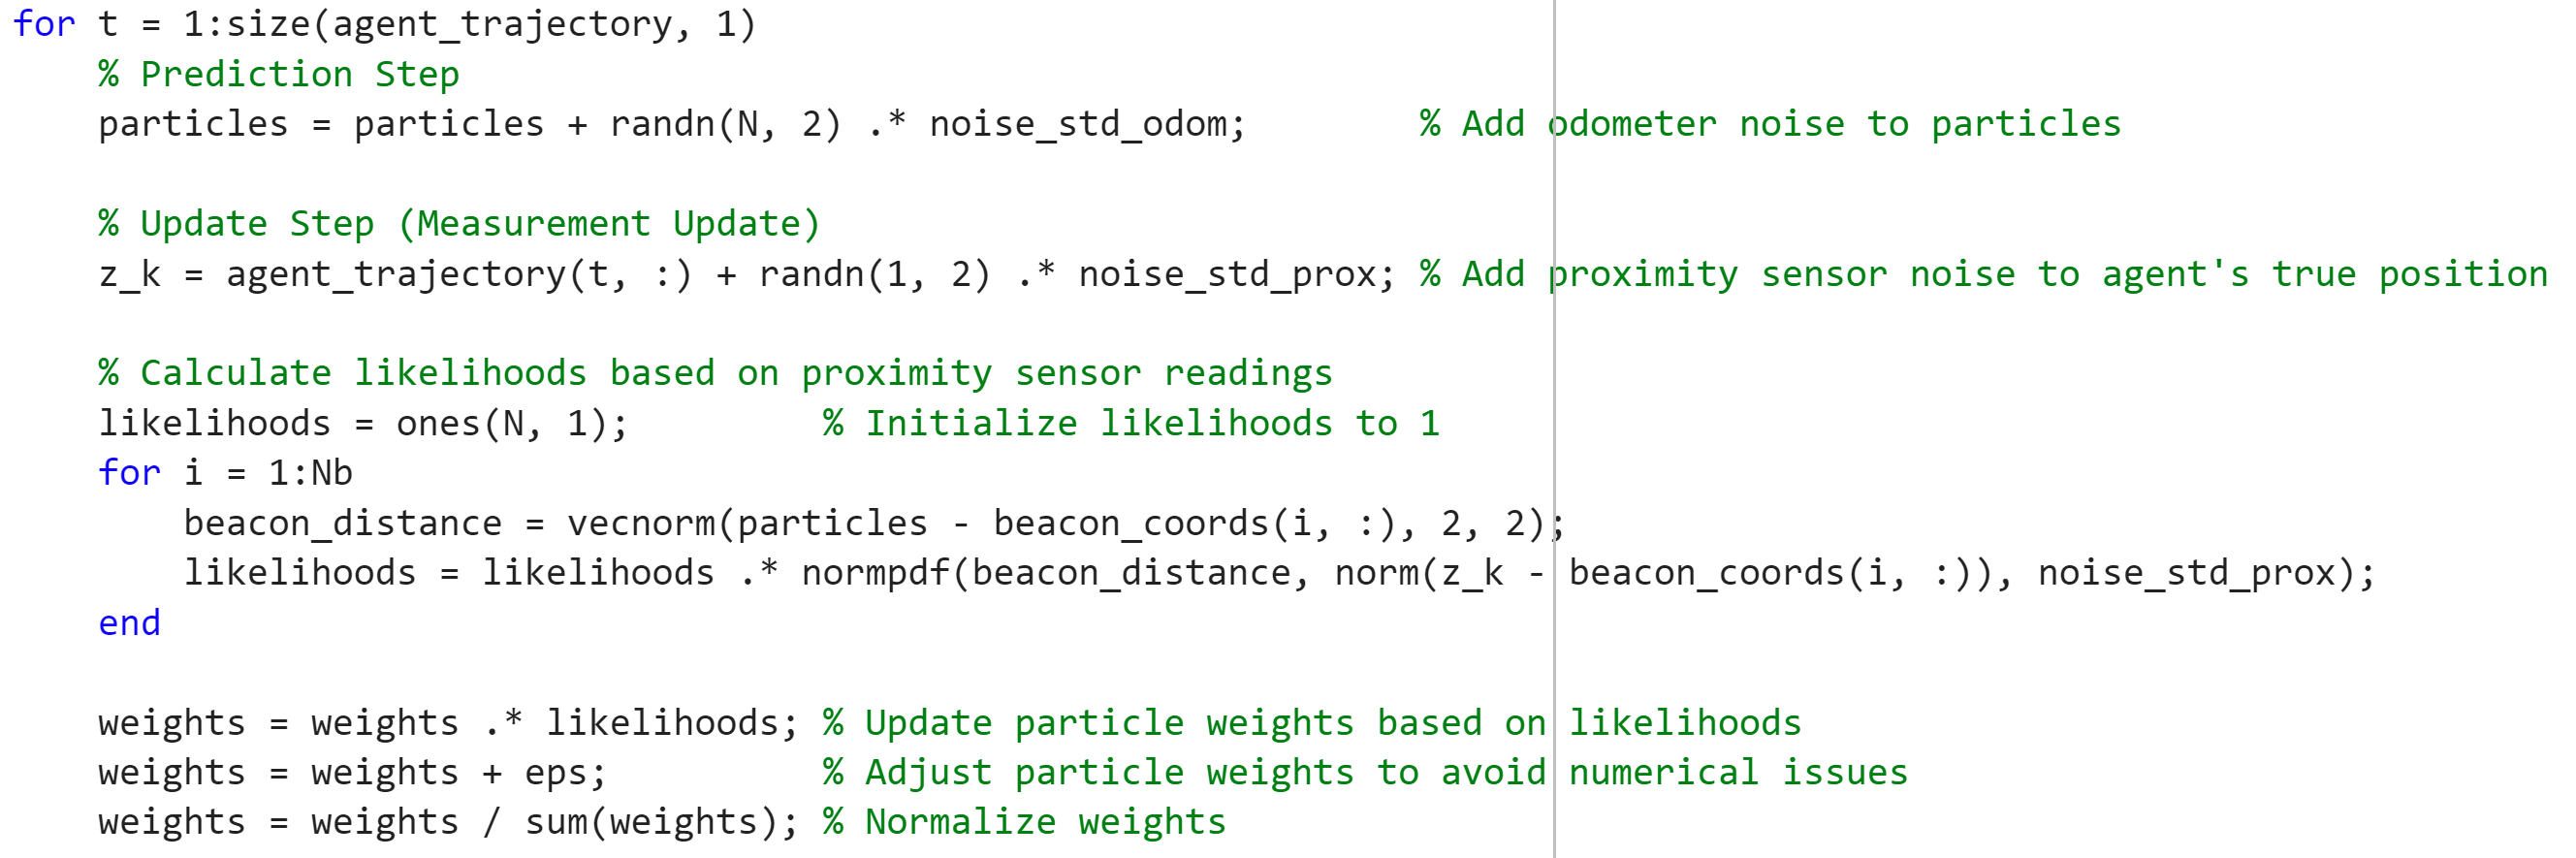 for t = 1:size(agent_trajectory, 1)
    % Prediction Step
    particles = particles + randn(N, 2) .* noise_std_odom;        % Add odometer noise to particles

    % Update Step (Measurement Update)
    z_k = agent_trajectory(t, :) + randn(1, 2) .* noise_std_prox; % Add proximity sensor noise to agent's true position

    % Calculate likelihoods based on proximity sensor readings
    likelihoods = ones(N, 1);         % Initialize likelihoods to 1
    for i = 1:Nb
        beacon_distance = vecnorm(particles - beacon_coords(i, :), 2, 2);
        likelihoods = likelihoods .* normpdf(beacon_distance, norm(z_k - beacon_coords(i, :)), noise_std_prox);
    end

    weights = weights .* likelihoods; % Update particle weights based on likelihoods
    weights = weights + eps;          % Adjust particle weights to avoid numerical issues
    weights = weights / sum(weights); % Normalize weights